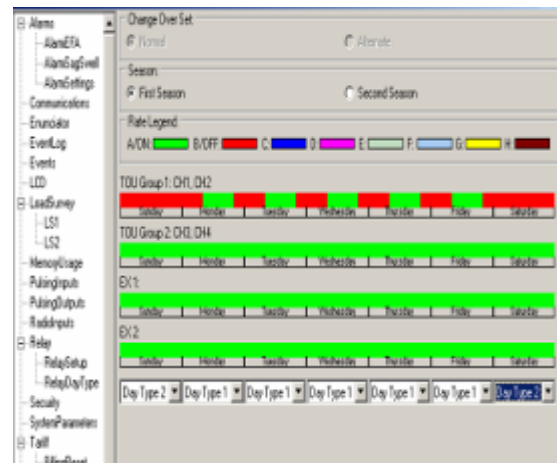 Alarms
AlarmEFA
AlarmSagSwell
AlarmSettings
Communications
Enunciator
EventLog
Events
LCD
LoadSurvey
LS1
LS2
MemoryUsage
PulsingInputs
PulsingOutputs
RadioInputs
Relay
RelaySetup
RelayDayType
Security
SystemParameters
Tariff
BillingReset
Change Over Set
Normal Alternate
Season
First Season Second Season
Rate Legend
A/ON: B/OFF: C: D: E: F: G: H:
TOU Group 1: CH1, CH2
Sunday Monday Tuesday Wednesday Thursday Friday Saturday
TOU Group 2: CH3, CH4
Sunday Monday Tuesday Wednesday Thursday Friday Saturday
EX 1:
Sunday Monday Tuesday Wednesday Thursday Friday Saturday
EX 2:
Sunday Monday Tuesday Wednesday Thursday Friday Saturday
Day Type 2 Day Type 1 Day Type 1 Day Type 1 Day Type 1 Day Type 1 Day Type 2